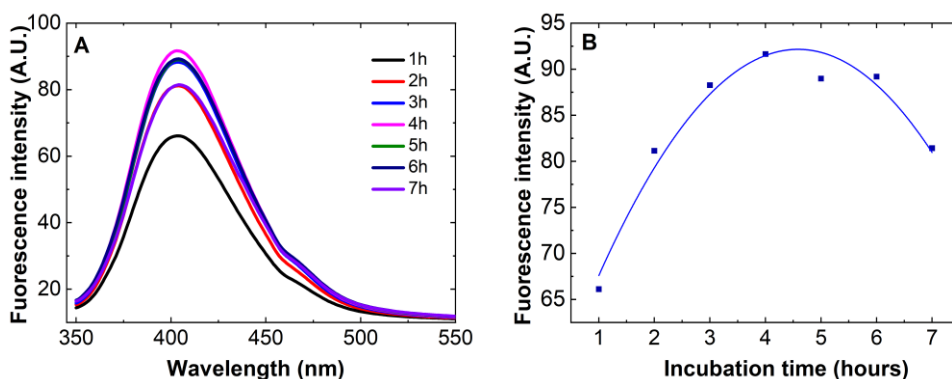 A
Fuorescence intensity (A.U.)
100
80
60
40
20
1h
2h
3h
4h
5h
6h
7h
350
400
450
500
550
Wavelength (nm)
B
Fuorescence intensity (A.U.)
95
92
85
80
75
70
65
1
2
3
4
5
6
7
Incubation time (hours)